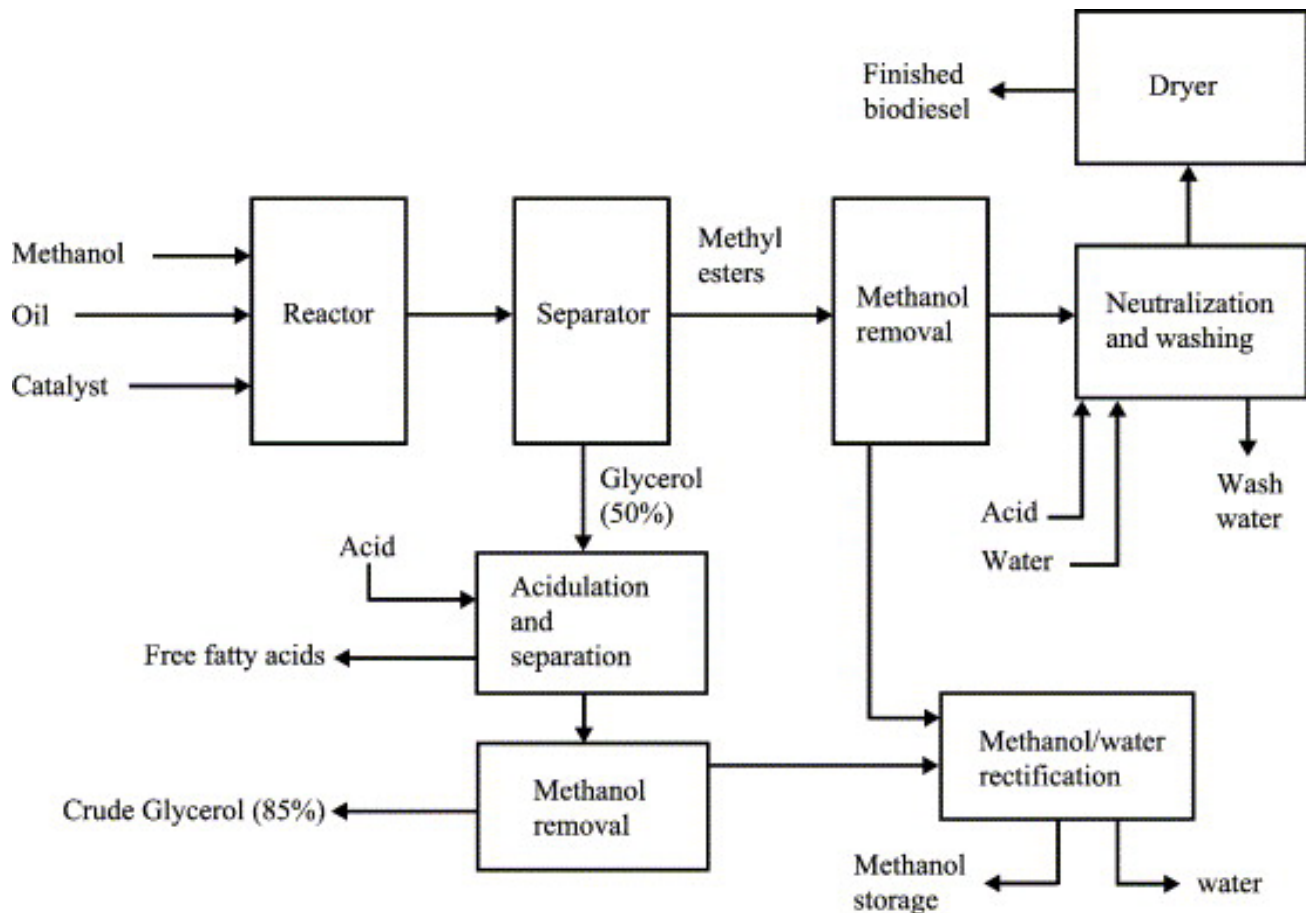 Finished
biodiesel
Dryer
Methanol
Oil
Catalyst
Reactor
Separator
Methyl
esters
Methanol
removal
Neutralization
and washing
Glycerol
(50%)
Acid
Water
Wash
water
Acid
Acidulation
and
separation
Free fatty acids
Methanol
removal
Crude Glycerol (85%)
Methanol/water
rectification
Methanol
storage
water